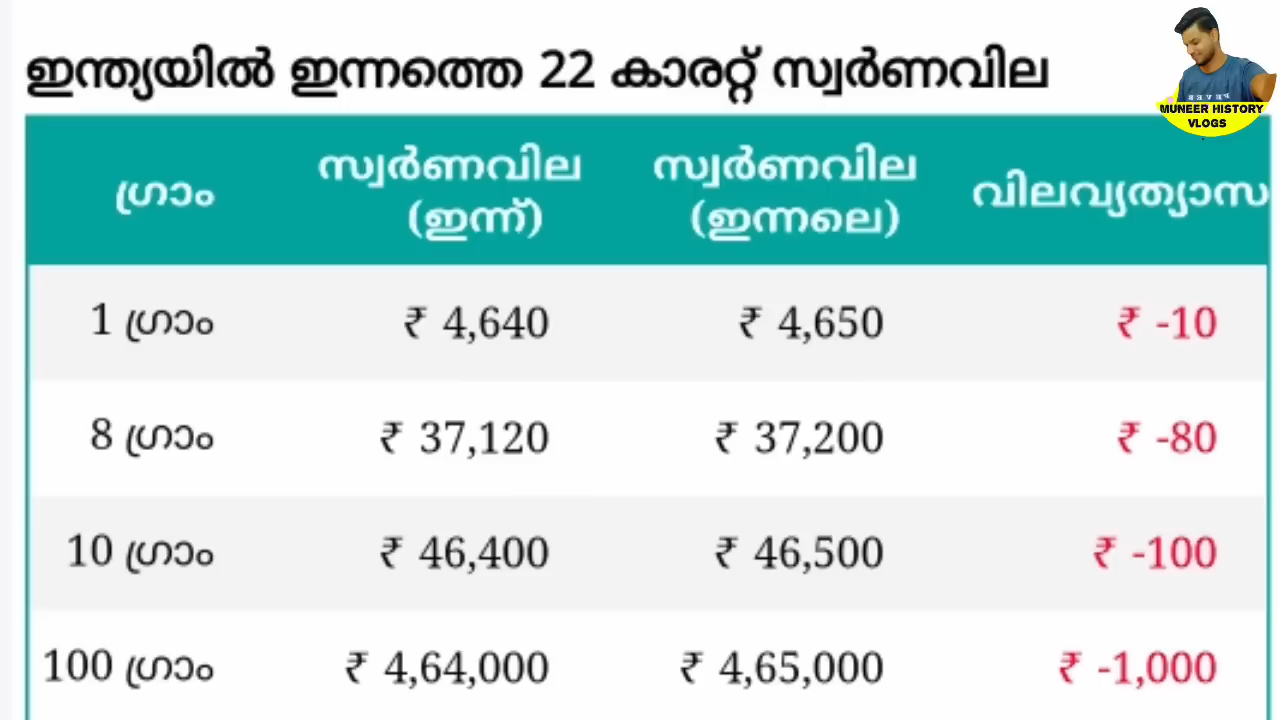 ഇന്ത്യയിൽ ഇന്നത്തെ 22 കാരറ്റ് സ്വർണവില
MUNEER HISTORY
VLOGS
ഗ്രാം സ്വർണവില (ഇന്ന്) സ്വർണവില (ഇന്നലെ) വിലവ്യത്യാസ
1 ഗ്രാം ₹ 4,640 ₹ 4,650 ₹ -10
8 ഗ്രാം ₹ 37,120 ₹ 37,200 ₹ -80
10 ഗ്രാം ₹ 46,400 ₹ 46,500 ₹ -100
100 ഗ്രാം ₹ 4,64,000 ₹ 4,65,000 ₹ -1,000